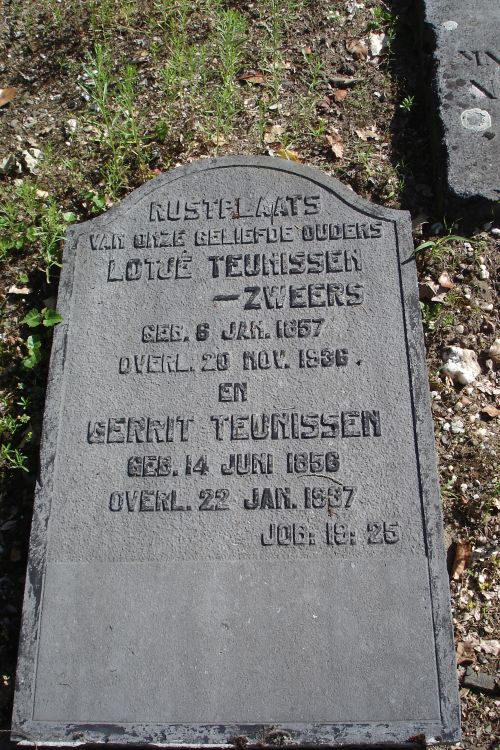 RUSTPLAATS
VAN ONZE GELIEFDE OUDERS
LOTJE TEUNISSEN
—ZWEERS
GEB. 6 JAN. 1857
OVERL. 20 NOV. 1936.
EN
GERRIT TEUNISSEN
GEB. 14 JUNI 1856
OVERL. 22 JAN. 1937
JOB. 19: 25